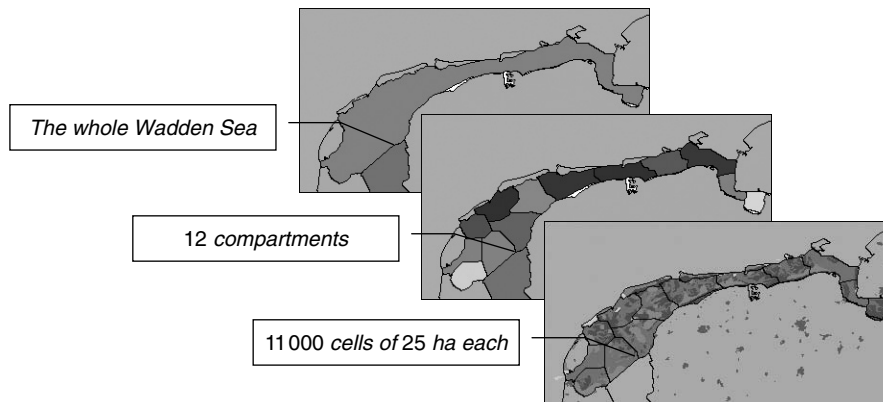 The whole Wadden Sea
12 compartments
11 000 cells of 25 ha each